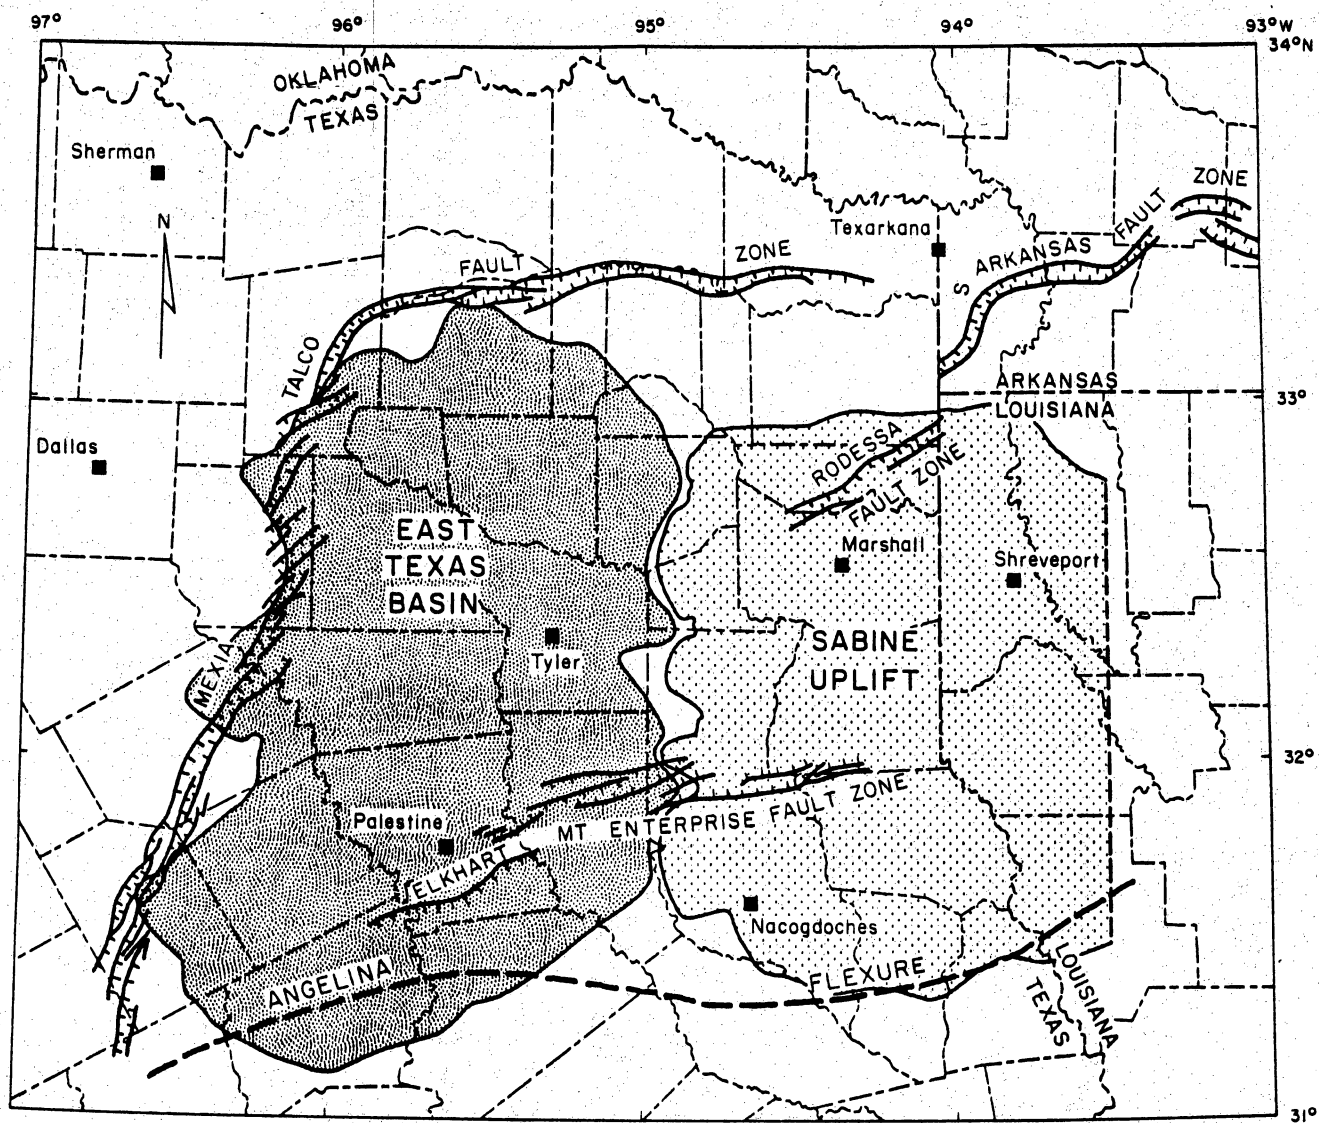 97°
96°
95°
94°
93°W
34°N
OKLAHOMA
TEXAS
Sherman
N
ZONE
FAULT
Texarkana
S ARKANSAS
ZONE
FAULT
TALCO
ARKANSAS
LOUISIANA
33°
Dallas
RODESSA
FAULT ZONE
EAST
TEXAS
BASIN
Marshall
Shreveport
SABINE
UPLIFT
Tyler
MEXIA
32°
Palestine
MT ENTERPRISE FAULT ZONE
ELKHART
Nacogdoches
ANGELINA
FLEXURE
LOUISIANA
TEXAS
31°